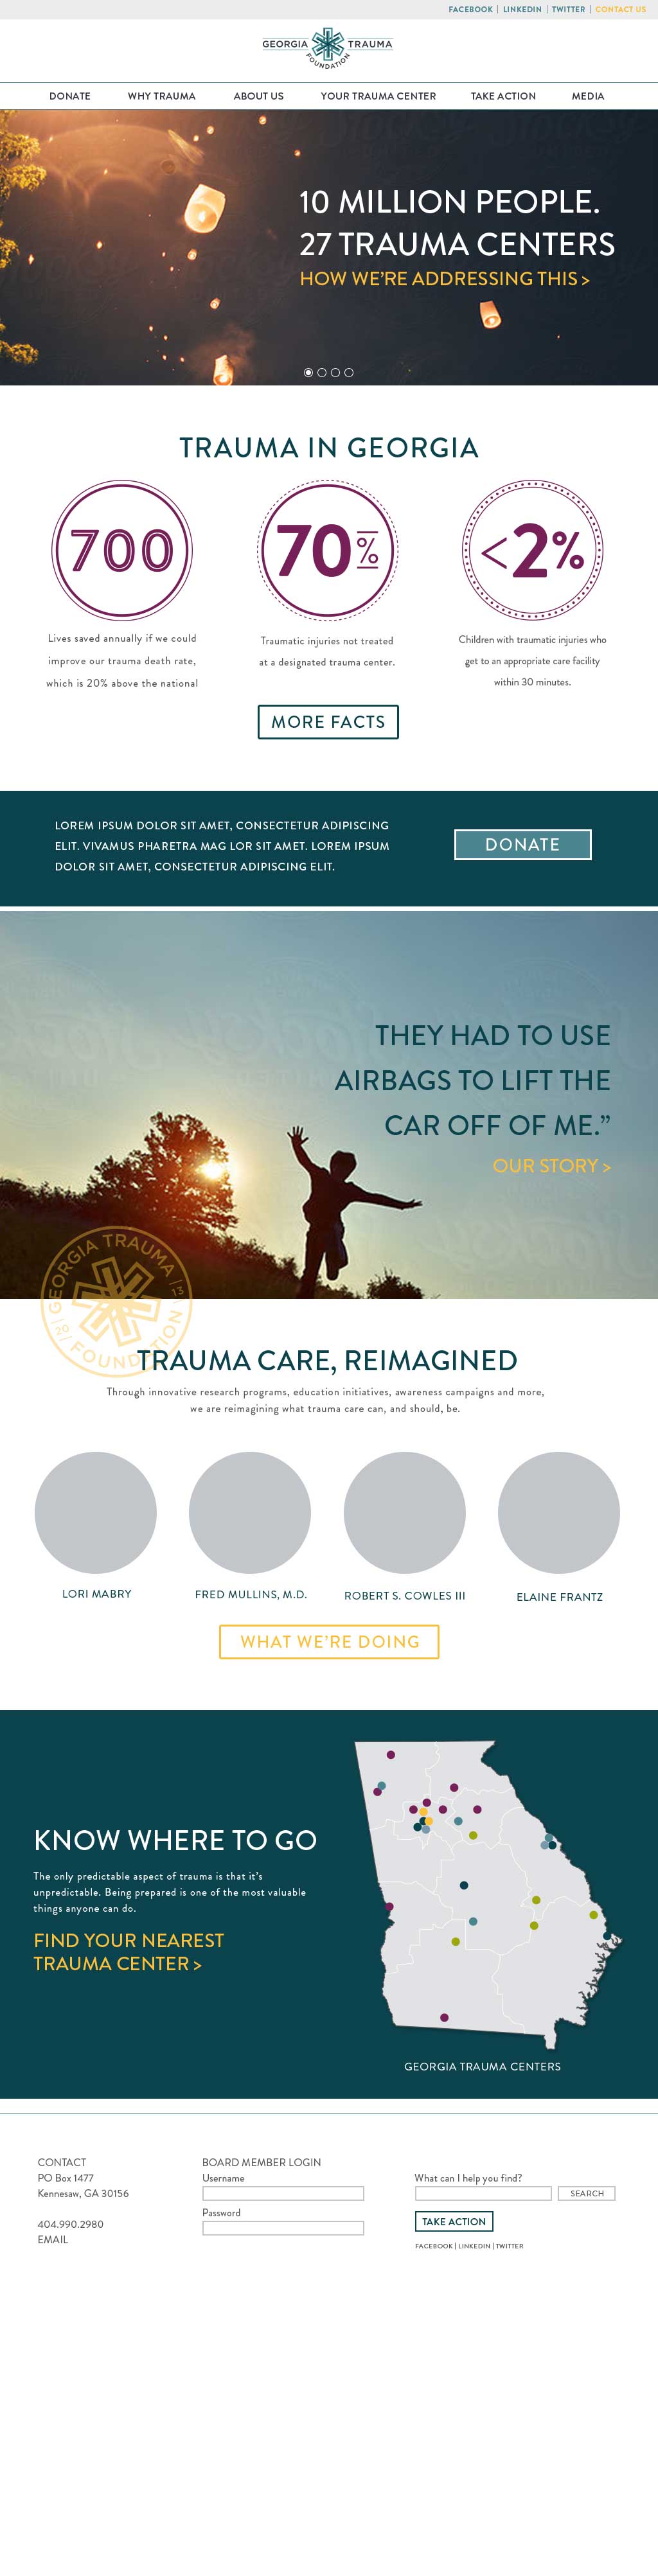 FACEBOOK | LINKEDIN | TWITTER | CONTACT US
GEORGIA TRAUMA
FOUNDATION
DONATE WHY TRAUMA ABOUT US YOUR TRAUMA CENTER TAKE ACTION MEDIA
10 MILLION PEOPLE.
27 TRAUMA CENTERS
HOW WE'RE ADDRESSING THIS >
TRAUMA IN GEORGIA
700
Lives saved annually if we could
improve our trauma death rate,
which is 20% above the national
70%
Traumatic injuries not treated
at a designated trauma center.
<2%
Children with traumatic injuries who
get to an appropriate care facility
within 30 minutes.
MORE FACTS
LOREM IPSUM DOLOR SIT AMET, CONSECTETUR ADIPISCING
ELIT. VIVAMUS PHARETRA MAG LOR SIT AMET. LOREM IPSUM
DOLOR SIT AMET, CONSECTETUR ADIPISCING ELIT.
DONATE
THEY HAD TO USE
AIRBAGS TO LIFT THE
CAR OFF OF ME.”
OUR STORY >
GEORGIA TRAUMA
FOUNDATION
20
13
TRAUMA CARE, REIMAGINED
Through innovative research programs, education initiatives, awareness campaigns and more,
we are reimagining what trauma care can, and should, be.
LORI MABRY
FRED MULLINS, M.D.
ROBERT S. COWLES III
ELAINE FRANTZ
WHAT WE'RE DOING
KNOW WHERE TO GO
The only predictable aspect of trauma is that it's
unpredictable. Being prepared is one of the most valuable
things anyone can do.
FIND YOUR NEAREST
TRAUMA CENTER >
GEORGIA TRAUMA CENTERS
CONTACT
PO Box 1477
Kennesaw, GA 30156
404.990.2980
EMAIL
BOARD MEMBER LOGIN
Username
Password
What can I help you find?
SEARCH
TAKE ACTION
FACEBOOK | LINKEDIN | TWITTER